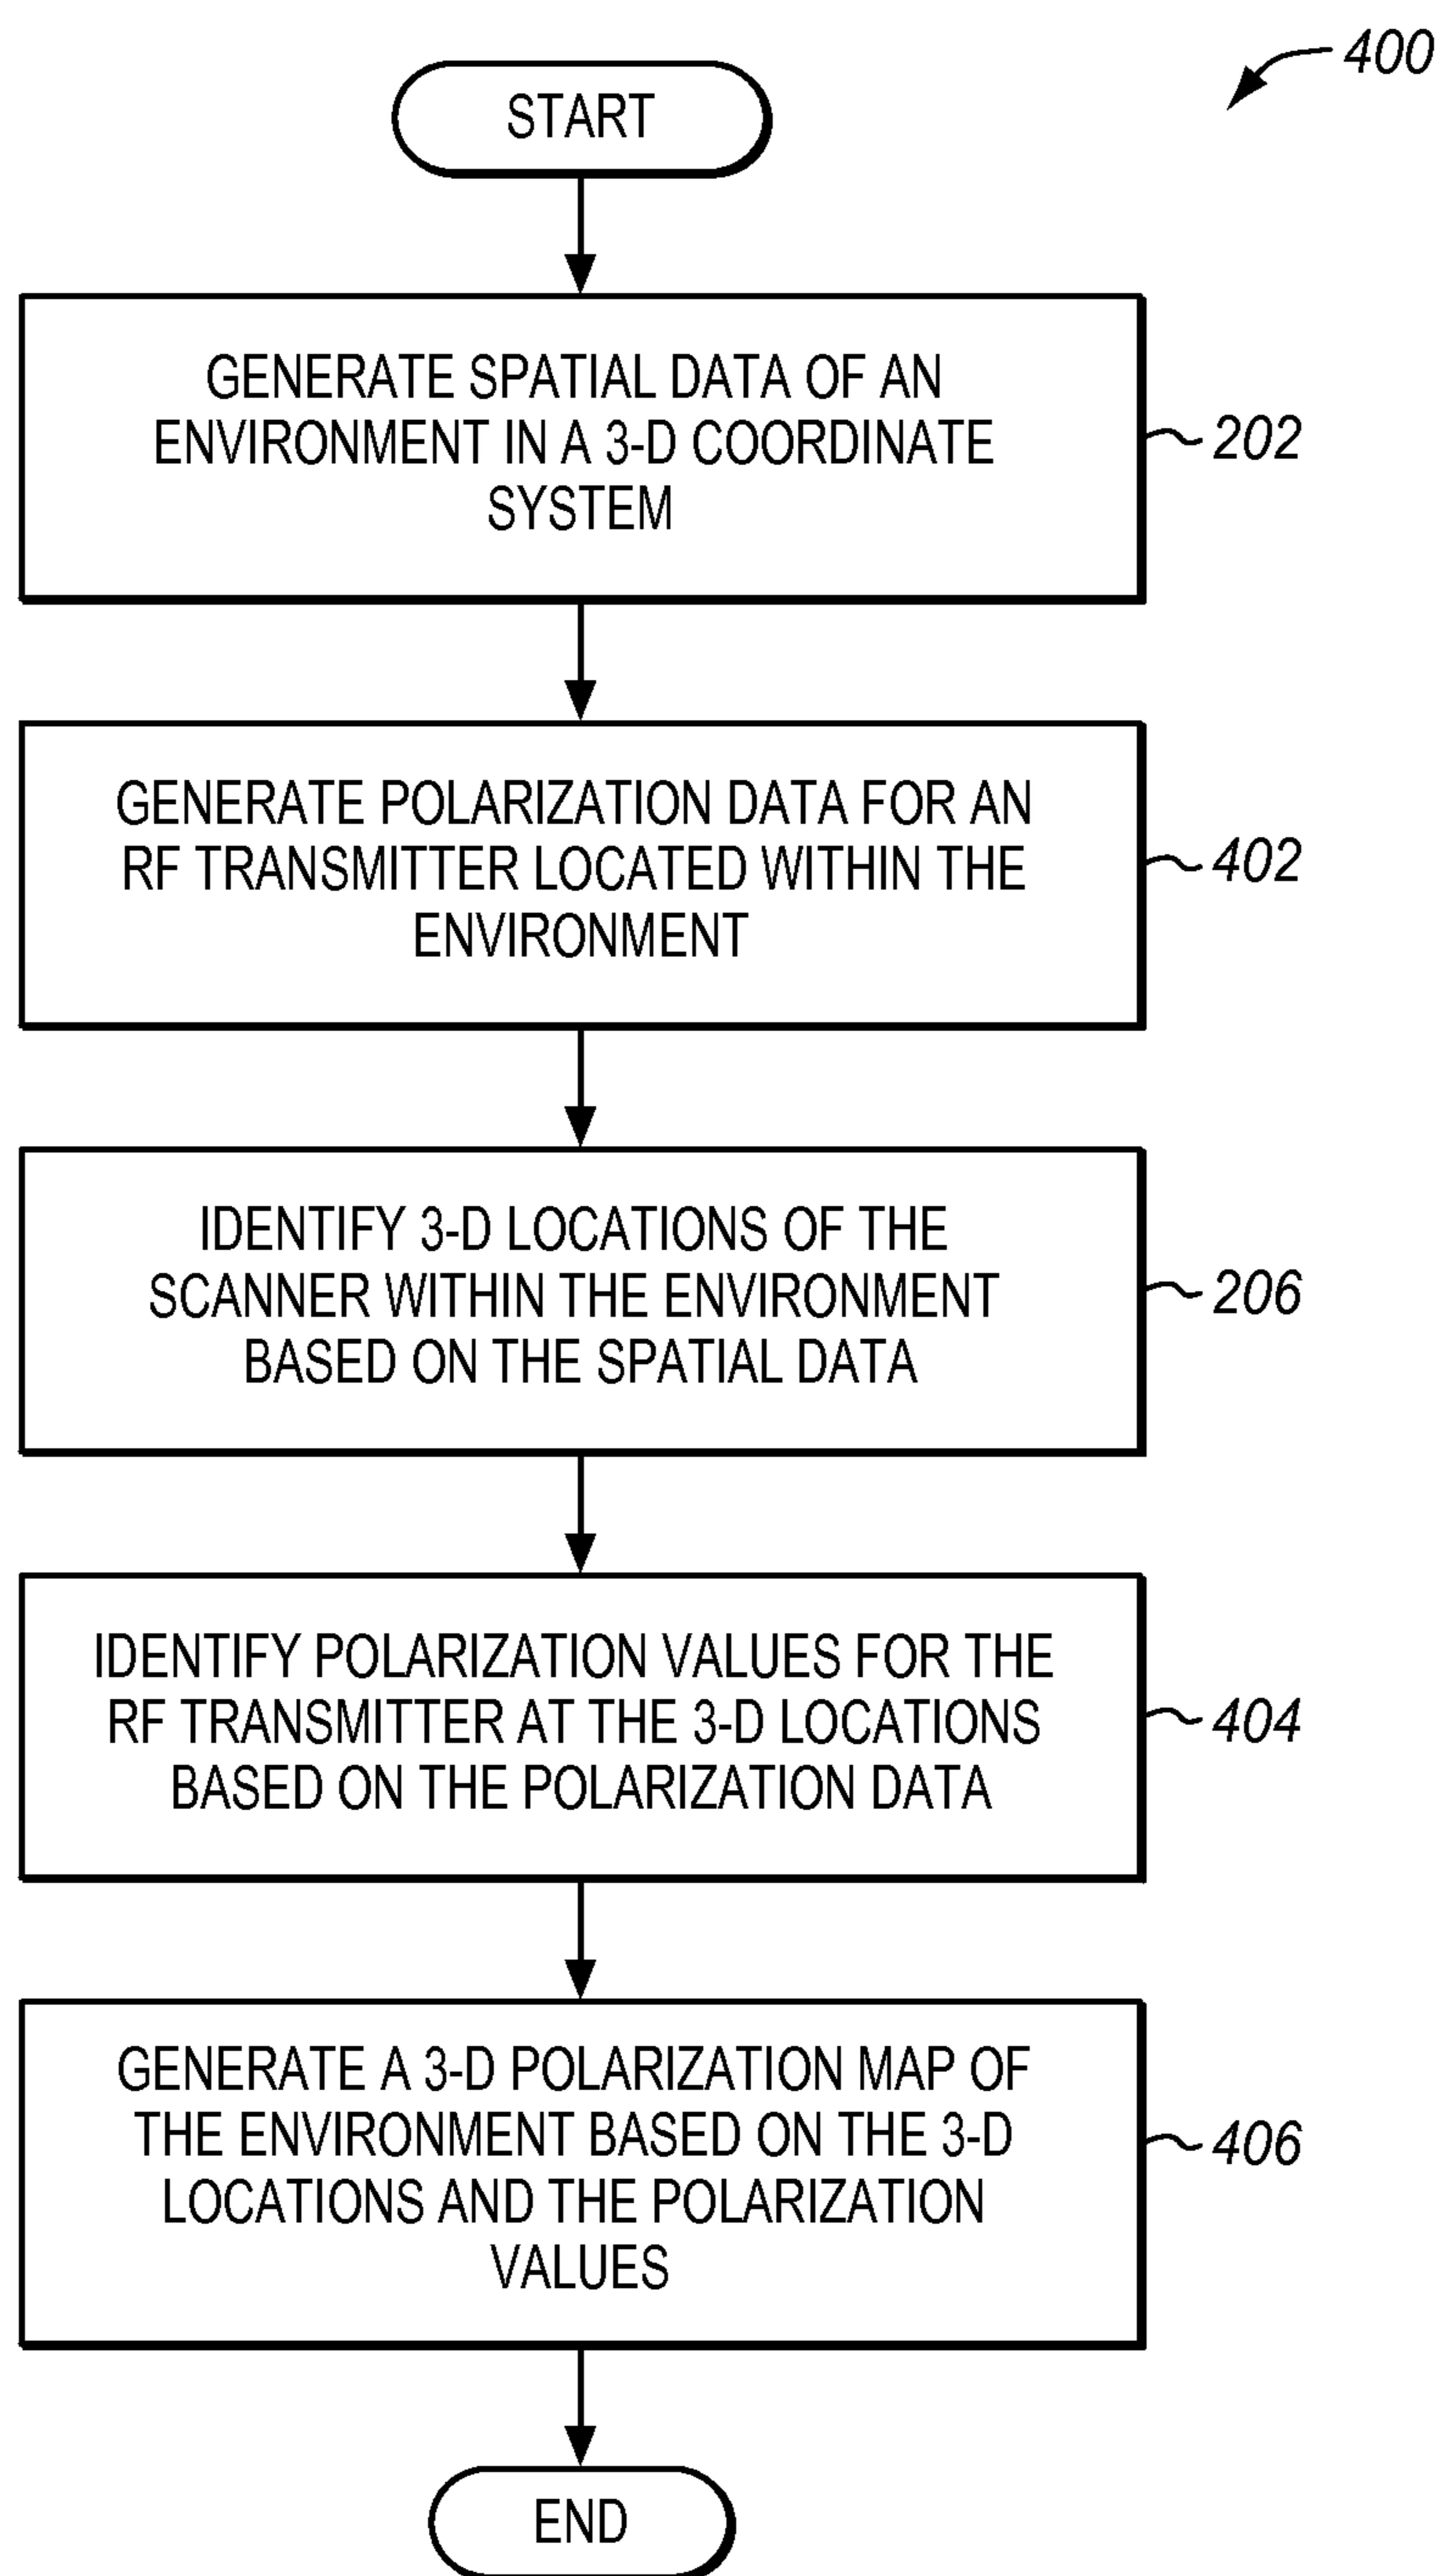 400
START
GENERATE SPATIAL DATA OF AN
ENVIRONMENT IN A 3-D COORDINATE
SYSTEM
202
GENERATE POLARIZATION DATA FOR AN
RF TRANSMITTER LOCATED WITHIN THE
ENVIRONMENT
402
IDENTIFY 3-D LOCATIONS OF THE
SCANNER WITHIN THE ENVIRONMENT
BASED ON THE SPATIAL DATA
206
IDENTIFY POLARIZATION VALUES FOR THE
RF TRANSMITTER AT THE 3-D LOCATIONS
BASED ON THE POLARIZATION DATA
404
GENERATE A 3-D POLARIZATION MAP OF
THE ENVIRONMENT BASED ON THE 3-D
LOCATIONS AND THE POLARIZATION
VALUES
406
END